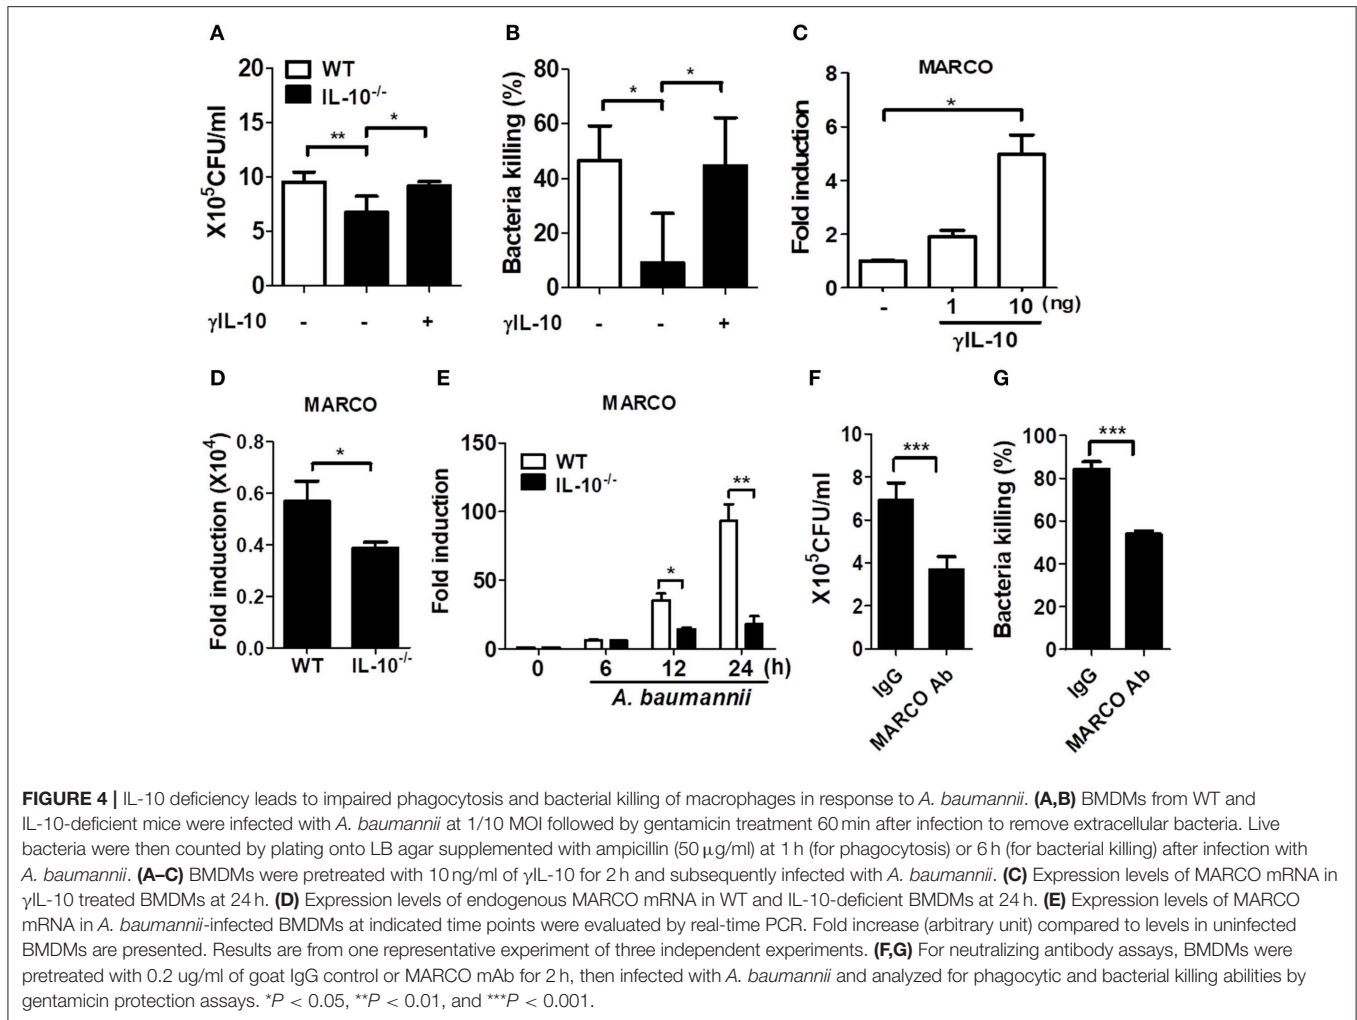 A
20
15
10
5
0
X10⁵CFU/ml
WT
IL-10⁻/⁻
**
*
γIL-10 - - +
B
80
60
40
20
0
Bacteria killing (%)
*
*
γIL-10 - - +
C
MARCO
8
6
4
2
0
Fold induction
*
- 1 10 (ng)
γIL-10
D
MARCO
0.8
0.6
0.4
0.2
0.0
Fold induction (X10⁴)
*
WT IL-10⁻/⁻
E
MARCO
150
100
50
0
Fold induction
WT
IL-10⁻/⁻
*
**
0 6 12 24 (h)
A. baumannii
F
10
8
6
4
2
0
X10⁵CFU/ml
***
IgG
MARCO Ab
G
100
80
60
40
20
0
Bacteria killing (%)
***
IgG
MARCO Ab
FIGURE 4 | IL-10 deficiency leads to impaired phagocytosis and bacterial killing of macrophages in response to A. baumannii. (A,B) BMDMs from WT and
IL-10-deficient mice were infected with A. baumannii at 1/10 MOI followed by gentamicin treatment 60 min after infection to remove extracellular bacteria. Live
bacteria were then counted by plating onto LB agar supplemented with ampicillin (50 μg/ml) at 1 h (for phagocytosis) or 6 h (for bacterial killing) after infection with
A. baumannii. (A–C) BMDMs were pretreated with 10 ng/ml of γIL-10 for 2 h and subsequently infected with A. baumannii. (C) Expression levels of MARCO mRNA in
γIL-10 treated BMDMs at 24 h. (D) Expression levels of endogenous MARCO mRNA in WT and IL-10-deficient BMDMs at 24 h. (E) Expression levels of MARCO
mRNA in A. baumannii-infected BMDMs at indicated time points were evaluated by real-time PCR. Fold increase (arbitrary unit) compared to levels in uninfected
BMDMs are presented. Results are from one representative experiment of three independent experiments. (F,G) For neutralizing antibody assays, BMDMs were
pretreated with 0.2 ug/ml of goat IgG control or MARCO mAb for 2 h, then infected with A. baumannii and analyzed for phagocytic and bacterial killing abilities by
gentamicin protection assays. *P < 0.05, **P < 0.01, and ***P < 0.001.